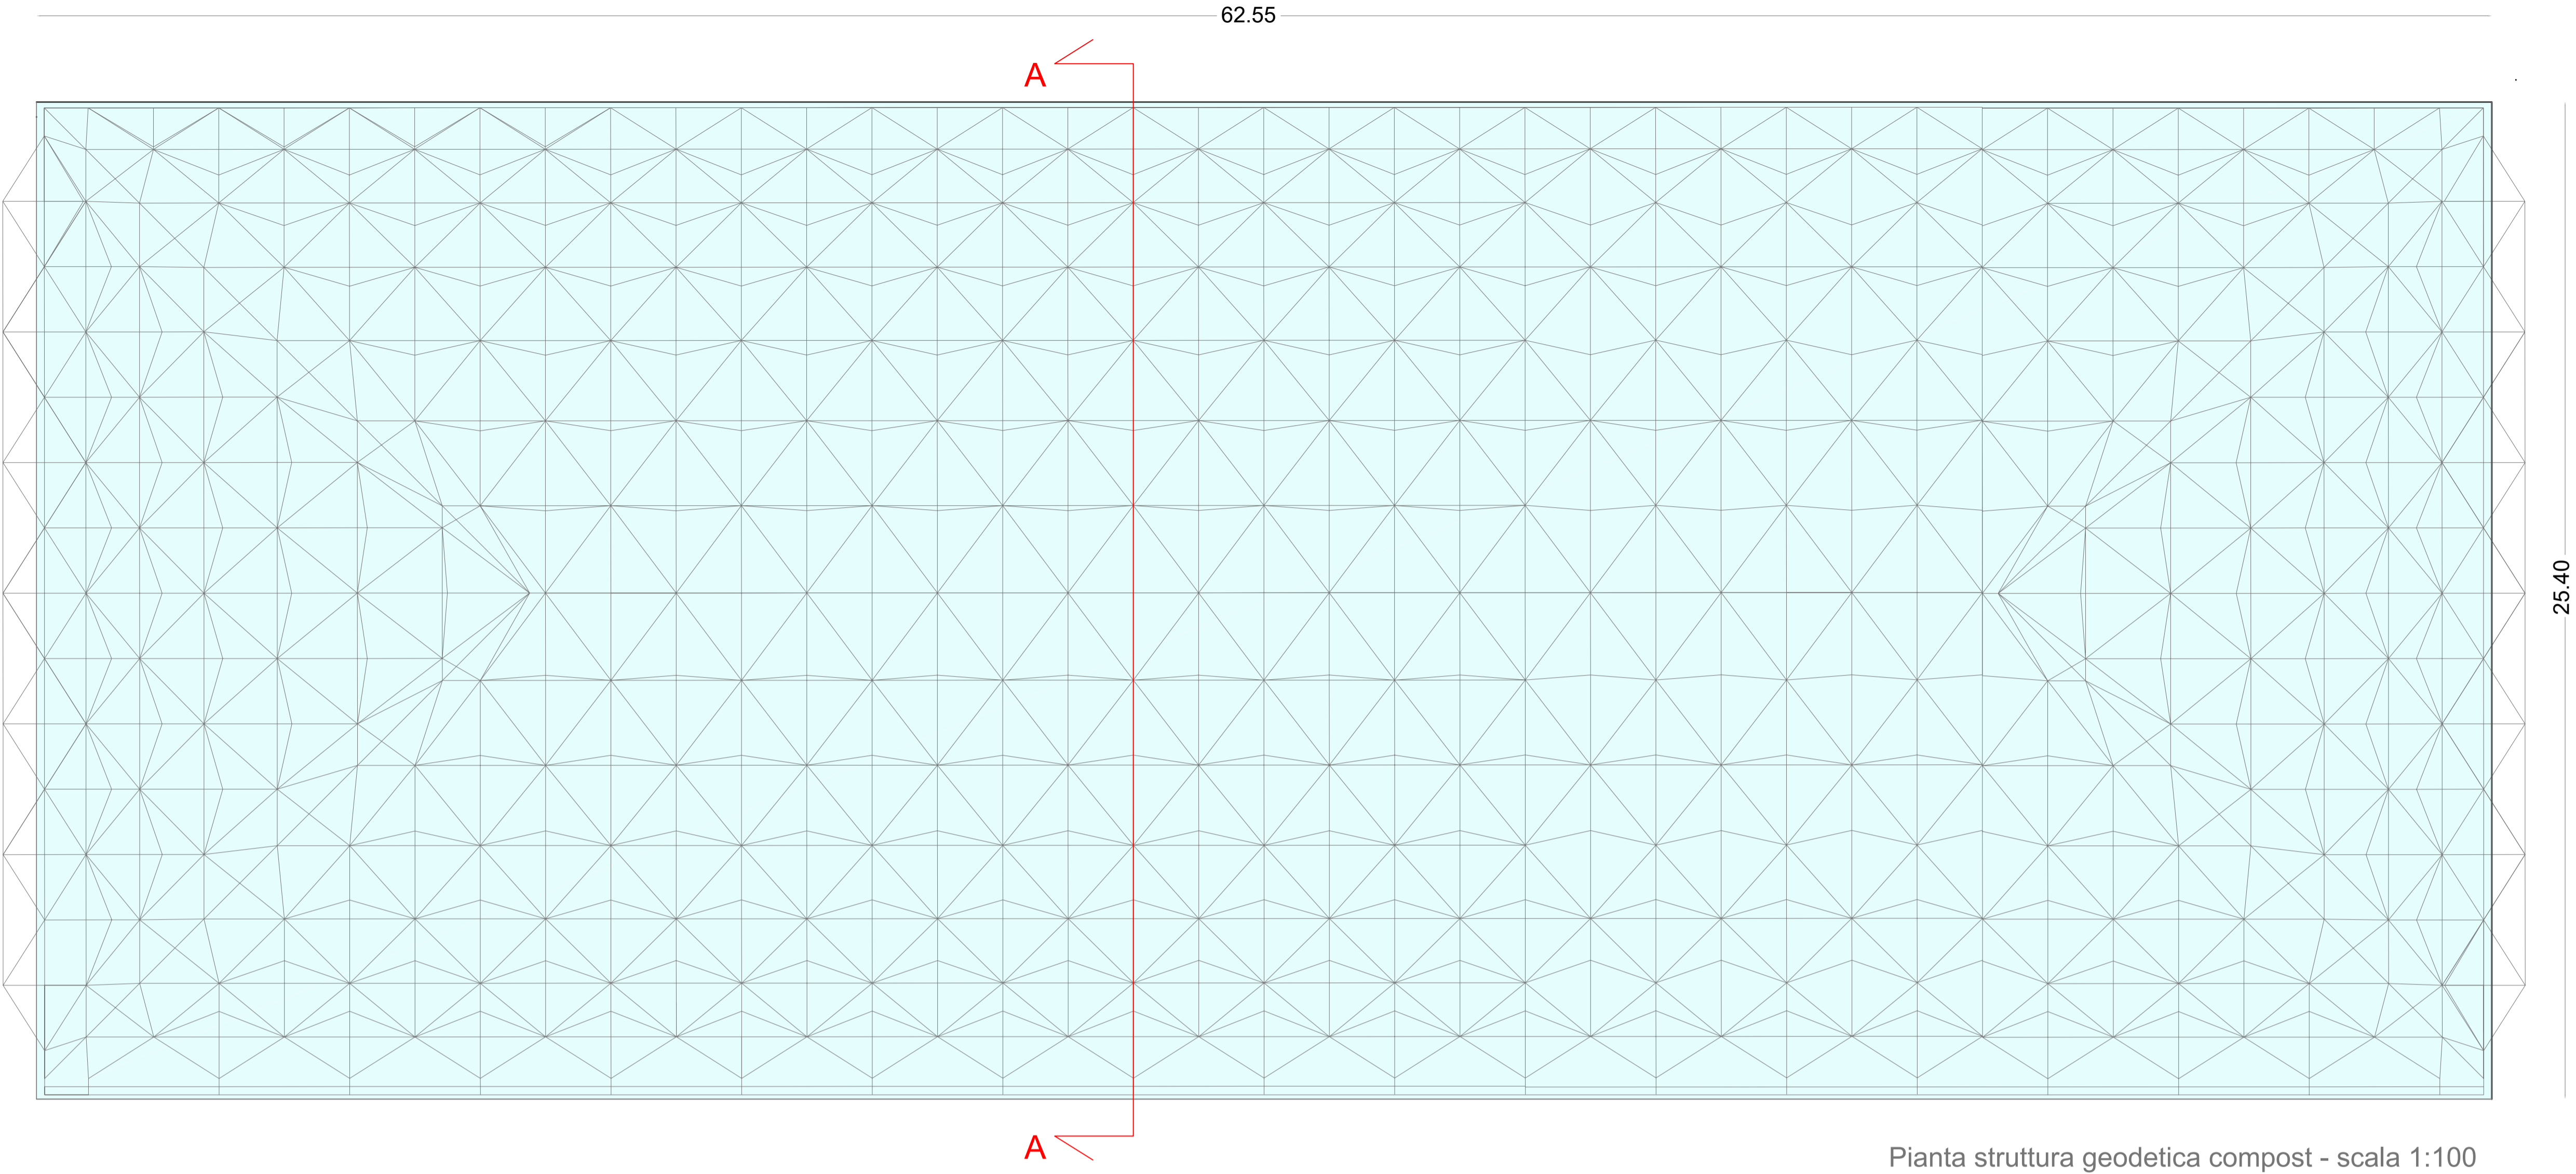 62.55
A
25.40
A
Pianta struttura geodetica compost - scala 1:100